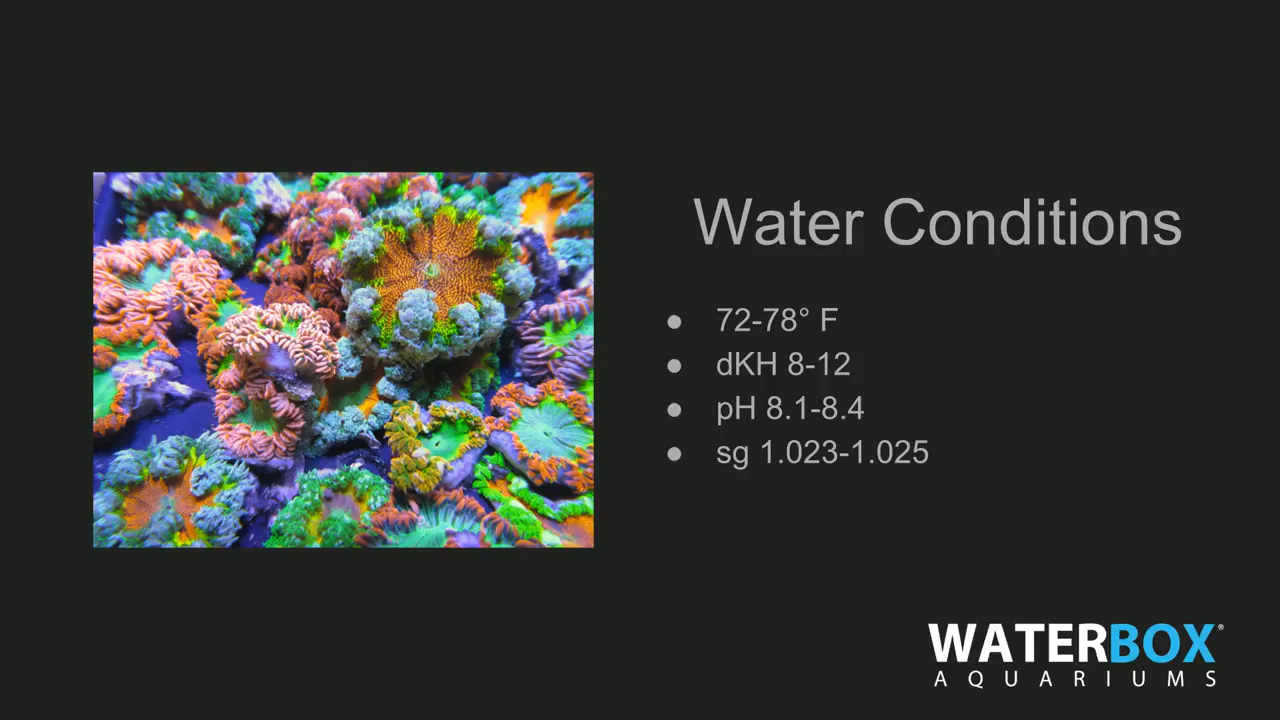 Water Conditions
● 72-78° F
● dKH 8-12
● pH 8.1-8.4
● sg 1.023-1.025
WATERBOX®
AQUARIUMS